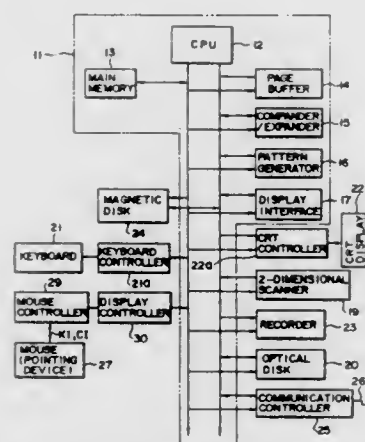 CPU
12
11
13
MAIN
MEMORY
PAGE
BUFFER
14
COMPANDER
/EXPANDER
15
PATTERN
GENERATOR
16
MAGNETIC
DISK
24
DISPLAY
INTERFACE
17
22
CRT
CONTROLLER
220
CRT
DISPLAY
21
KEYBOARD
KEYBOARD
CONTROLLER
210
2-DIMENSIONAL
SCANNER
19
29
MOUSE
CONTROLLER
DISPLAY
CONTROLLER
30
RECORDER
23
K1,C1
MOUSE
(POINTING
DEVICE)
27
OPTICAL
DISK
20
COMMUNICATION
CONTROLLER
25
26